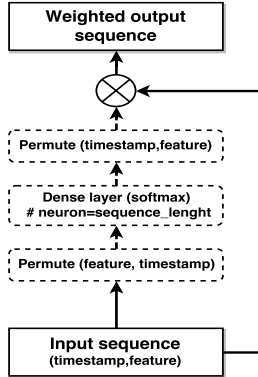 Weighted output
sequence
Permute (timestamp,feature)
Dense layer (softmax)
# neuron=sequence_lenght
Permute (feature, timestamp)
Input sequence
(timestamp,feature)